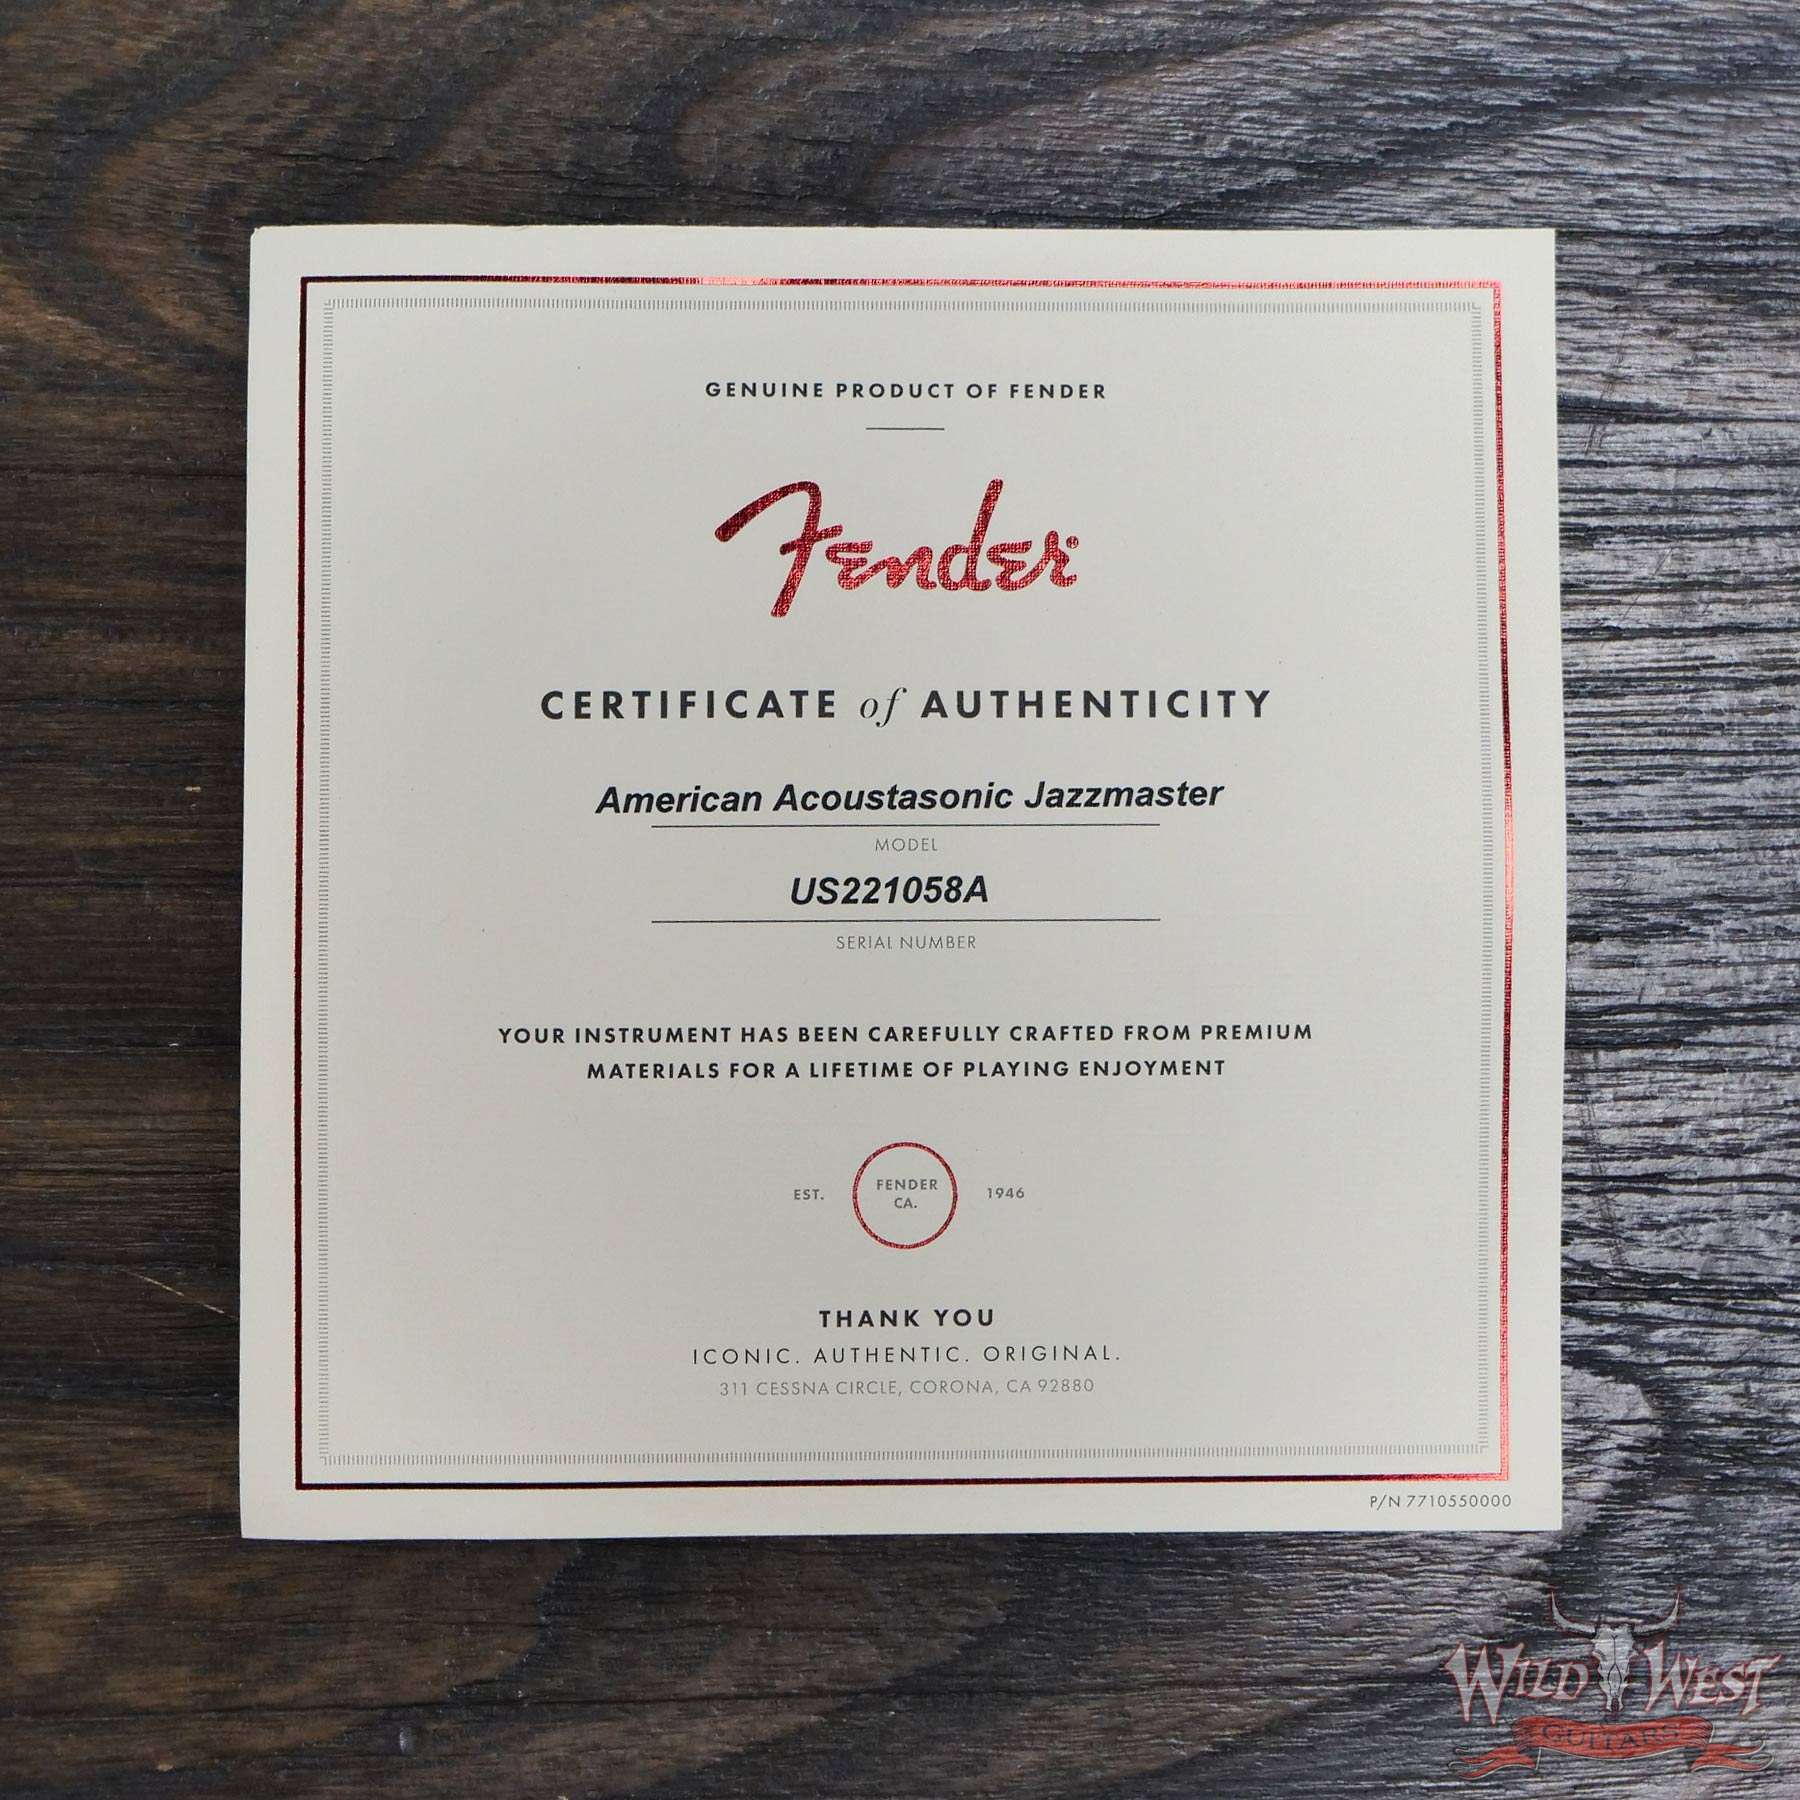 GENUINE PRODUCT OF FENDER
Fender®
CERTIFICATE of AUTHENTICITY
American Acoustasonic Jazzmaster
MODEL
US221058A
SERIAL NUMBER
YOUR INSTRUMENT HAS BEEN CAREFULLY CRAFTED FROM PREMIUM
MATERIALS FOR A LIFETIME OF PLAYING ENJOYMENT
EST. FENDER CA. 1946
THANK YOU
ICONIC. AUTHENTIC. ORIGINAL.
311 CESSNA CIRCLE, CORONA, CA 92880
P/N 7710550000
WILD WEST
GUITARS